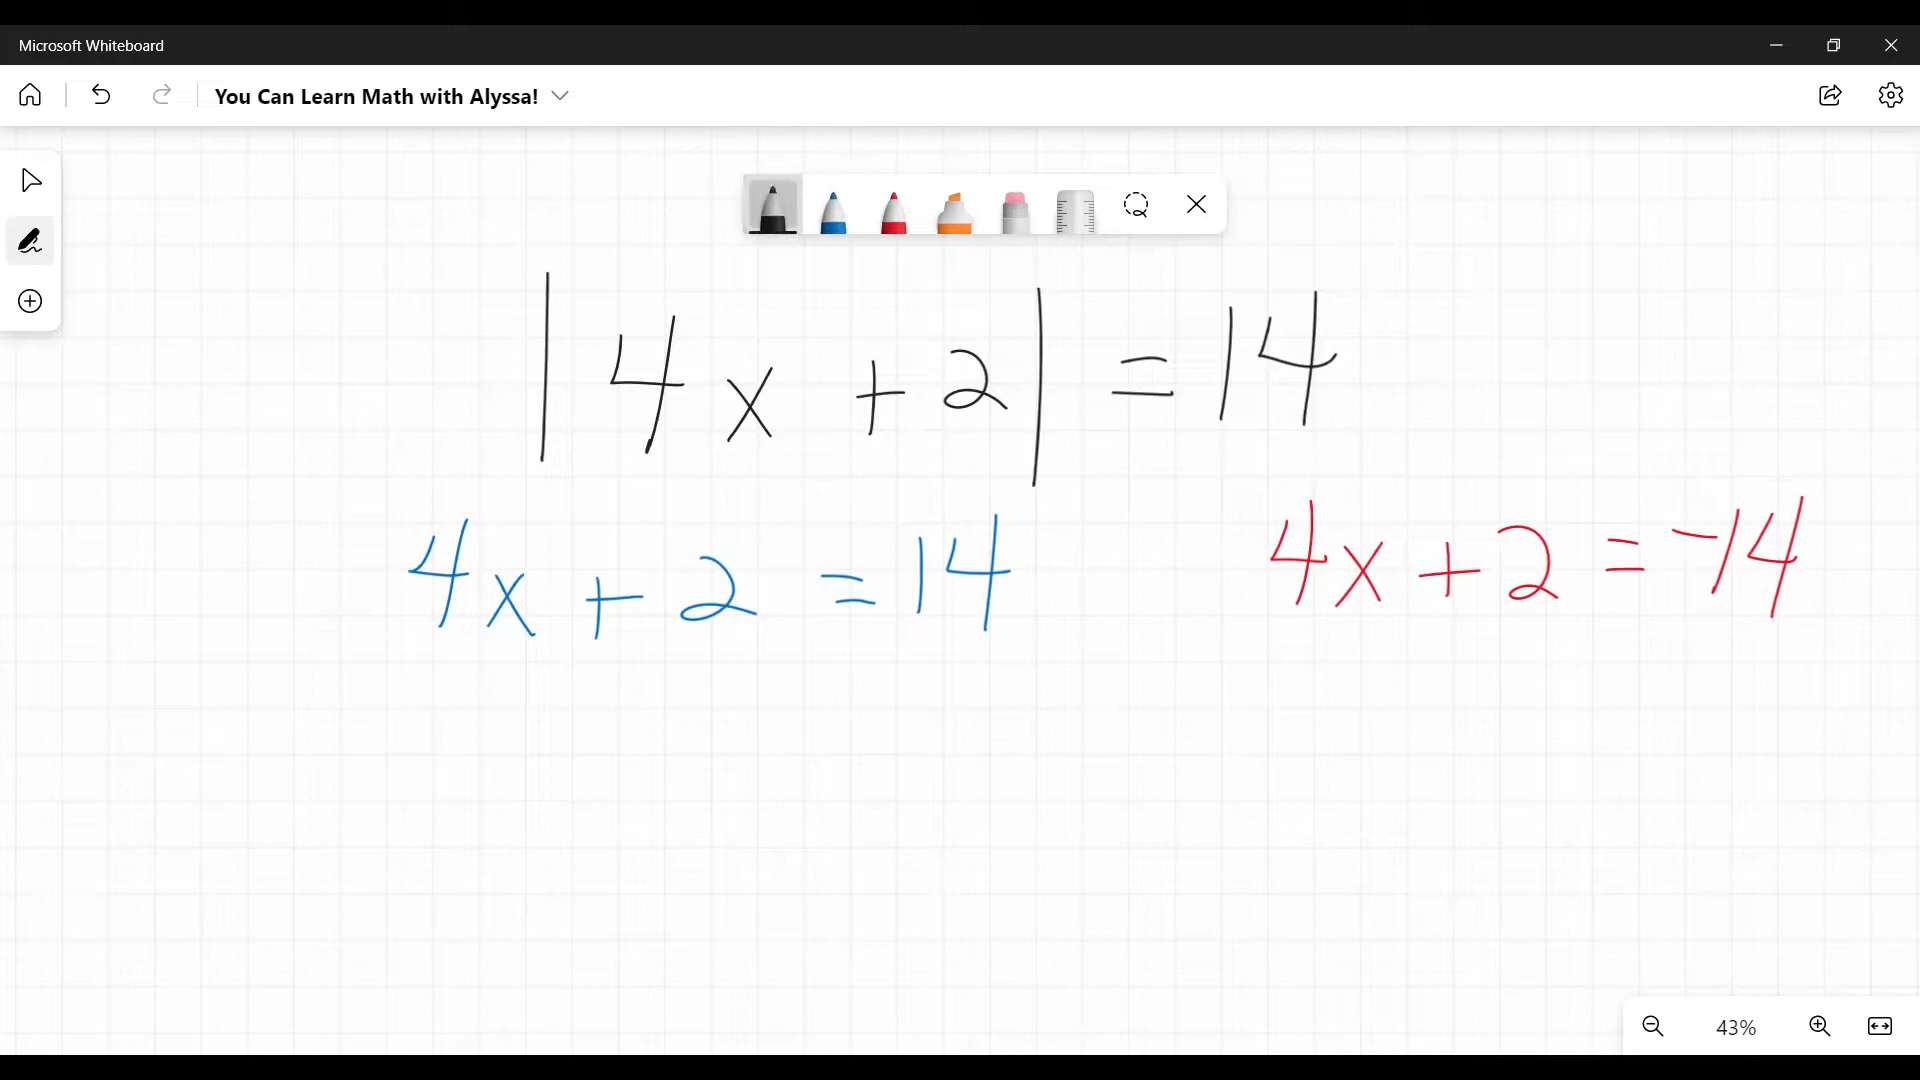 Microsoft Whiteboard
You Can Learn Math with Alyssa!
|4x + 2| = 14
4x + 2 = 14
4x + 2 = -14
43%